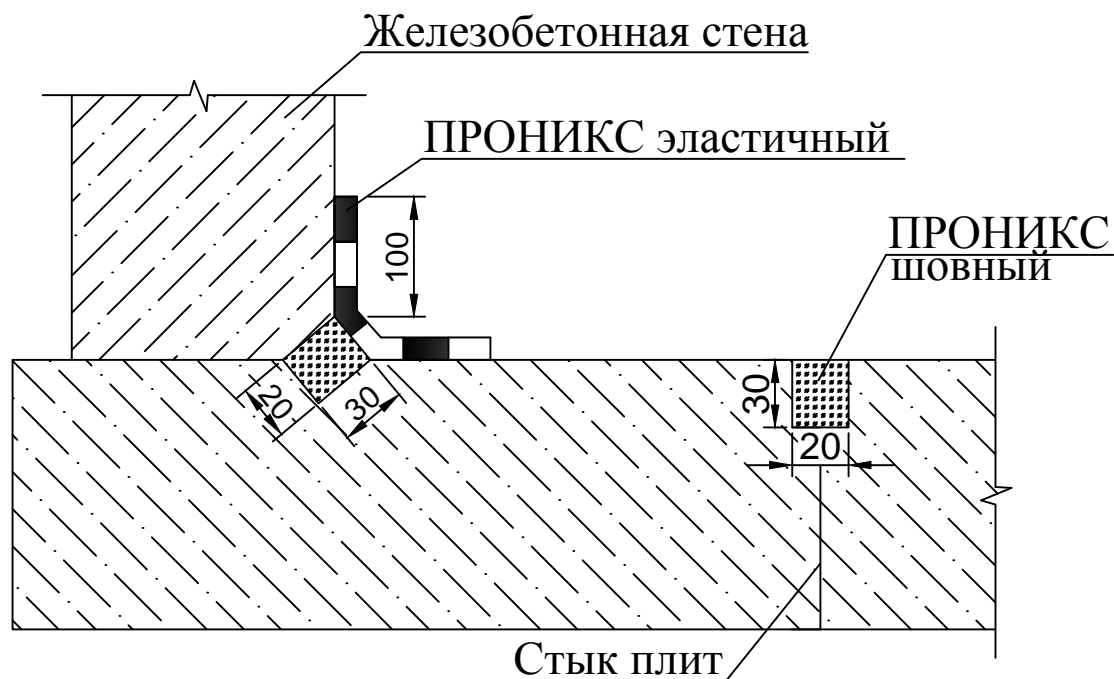 Железобетонная стена
ПРОНИКС эластичный
100
ПРОНИКС
шовный
20
30
30
20
Стык плит